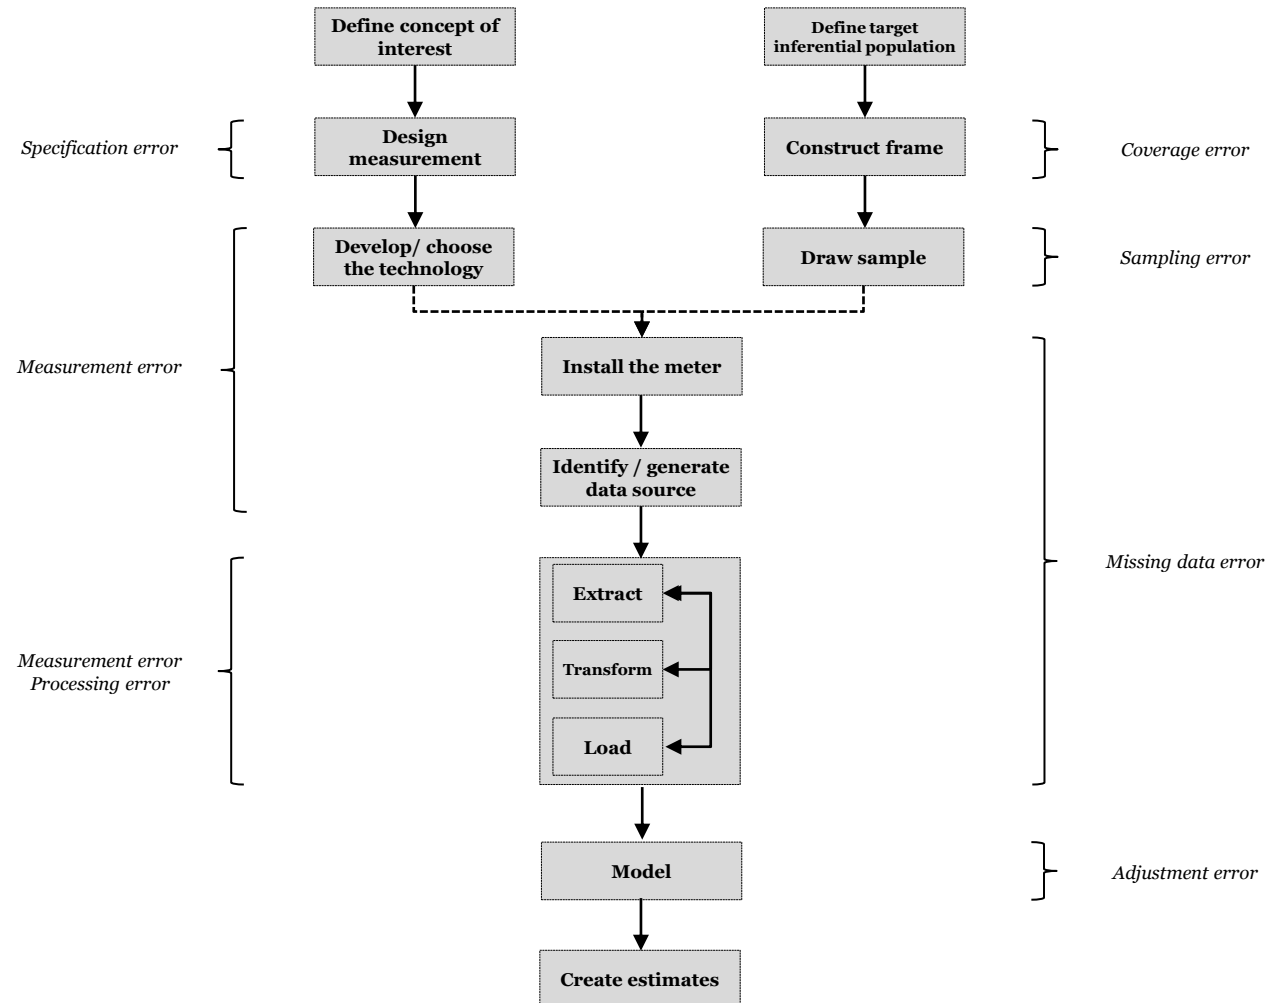 Define concept of
interest
Define target
inferential population
Specification error
Design
measurement
Construct frame
Coverage error
Develop/ choose
the technology
Draw sample
Sampling error
Measurement error
Install the meter
Identify / generate
data source
Missing data error
Extract
Measurement error
Processing error
Transform
Load
Model
Adjustment error
Create estimates